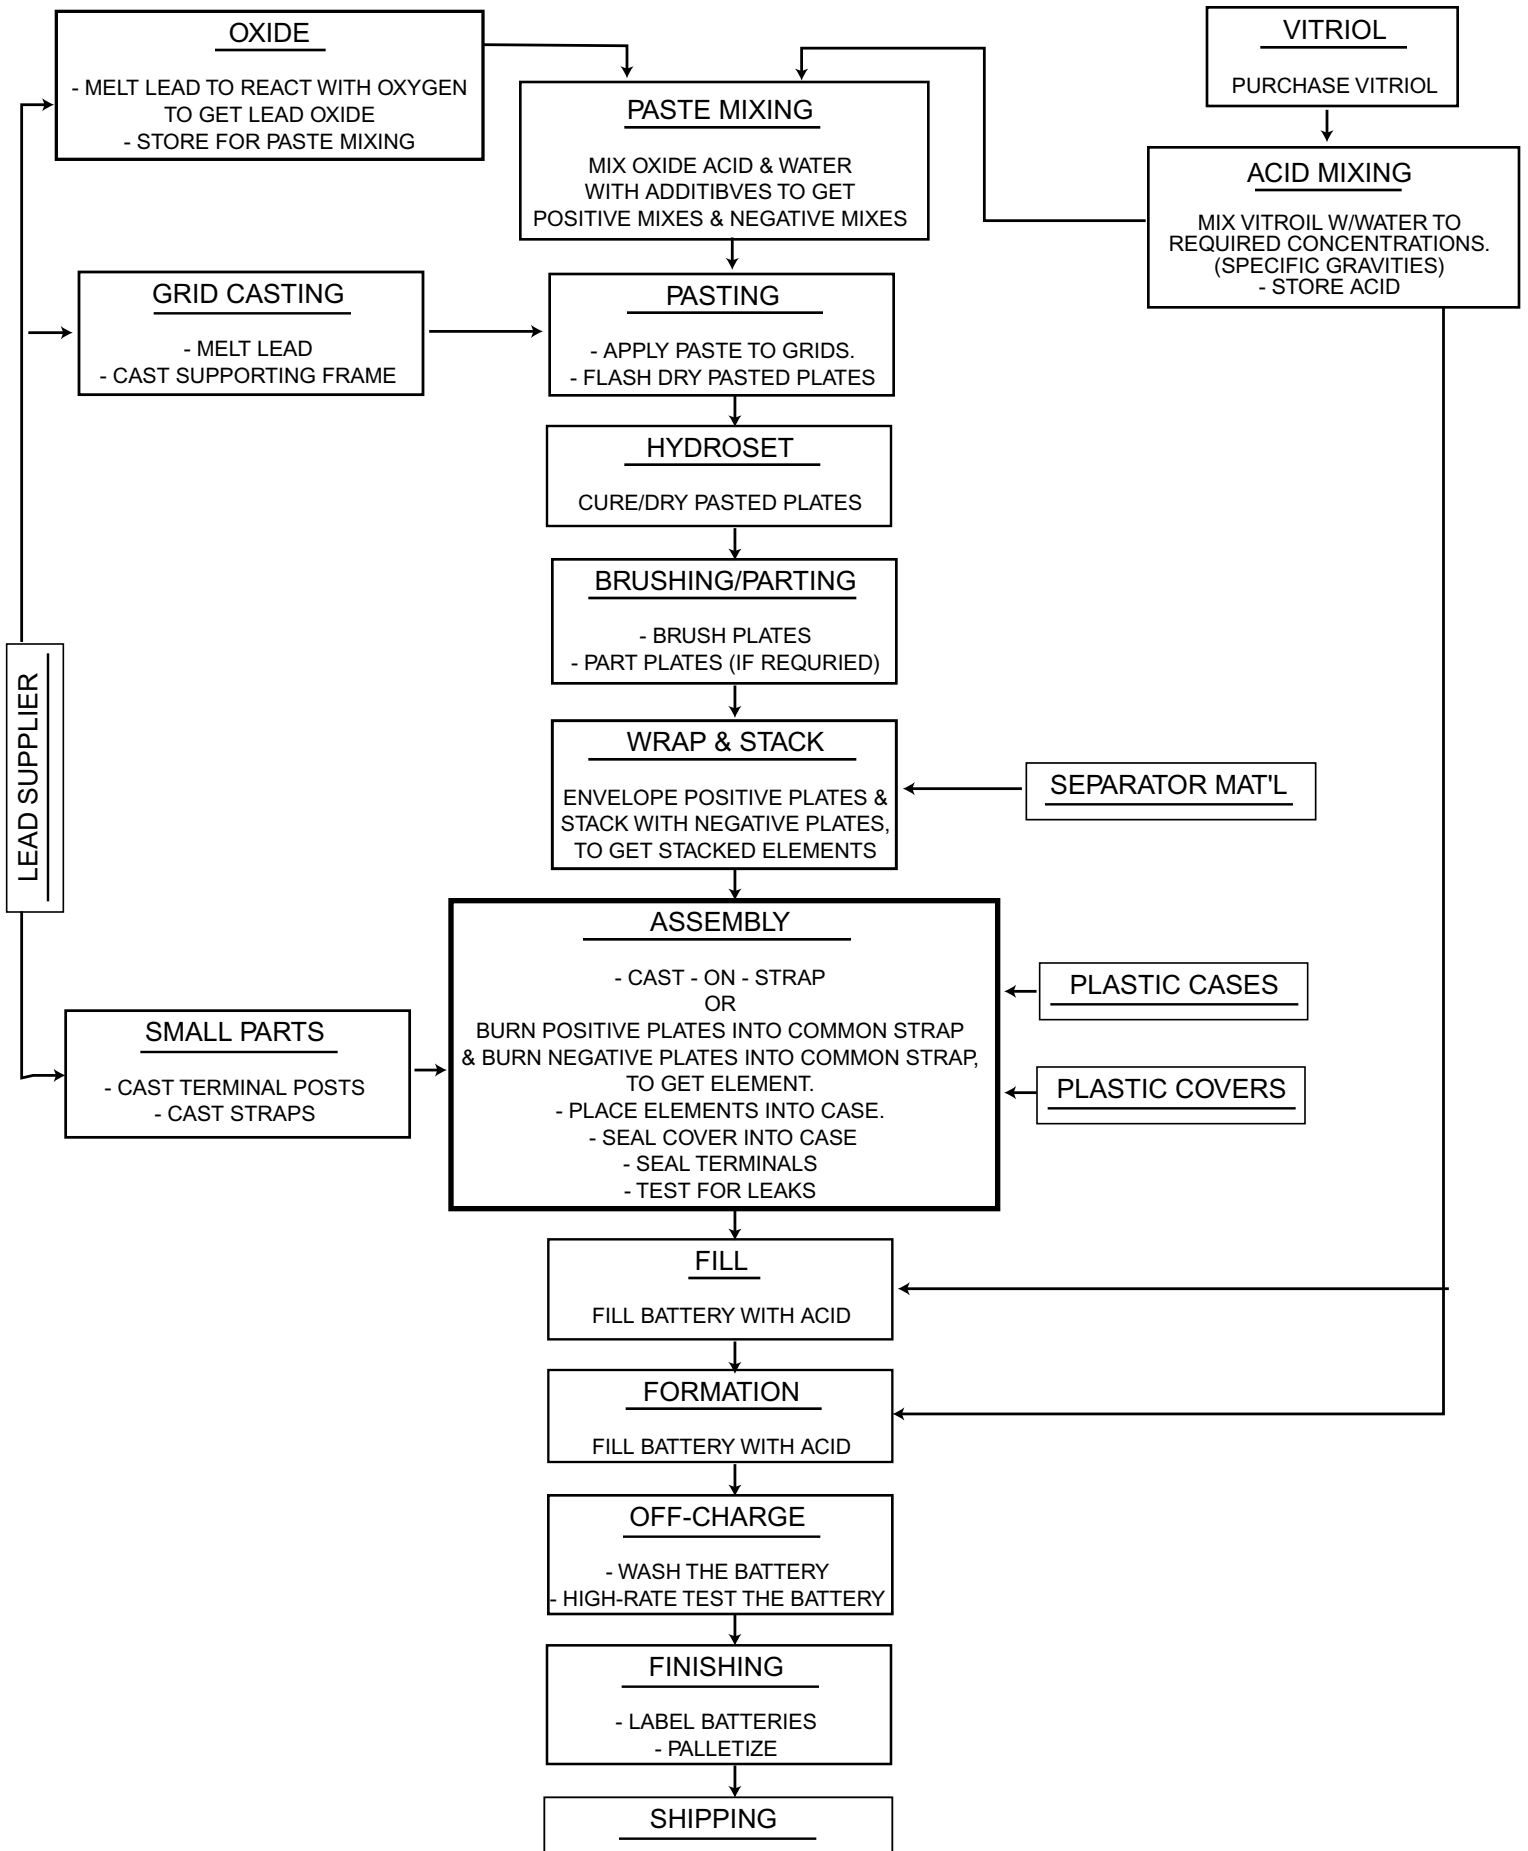 OXIDE
- MELT LEAD TO REACT WITH OXYGEN
TO GET LEAD OXIDE
- STORE FOR PASTE MIXING
VITRIOL
PURCHASE VITRIOL
PASTE MIXING
MIX OXIDE ACID & WATER
WITH ADDITIBVES TO GET
POSITIVE MIXES & NEGATIVE MIXES
ACID MIXING
MIX VITROIL W/WATER TO
REQUIRED CONCENTRATIONS.
(SPECIFIC GRAVITIES)
- STORE ACID
GRID CASTING
- MELT LEAD
- CAST SUPPORTING FRAME
PASTING
- APPLY PASTE TO GRIDS.
- FLASH DRY PASTED PLATES
HYDROSET
CURE/DRY PASTED PLATES
BRUSHING/PARTING
- BRUSH PLATES
- PART PLATES (IF REQURIED)
LEAD SUPPLIER
WRAP & STACK
ENVELOPE POSITIVE PLATES &
STACK WITH NEGATIVE PLATES,
TO GET STACKED ELEMENTS
SEPARATOR MAT'L
ASSEMBLY
- CAST - ON - STRAP
OR
BURN POSITIVE PLATES INTO COMMON STRAP
& BURN NEGATIVE PLATES INTO COMMON STRAP,
TO GET ELEMENT.
- PLACE ELEMENTS INTO CASE.
- SEAL COVER INTO CASE
- SEAL TERMINALS
- TEST FOR LEAKS
PLASTIC CASES
PLASTIC COVERS
SMALL PARTS
- CAST TERMINAL POSTS
- CAST STRAPS
FILL
FILL BATTERY WITH ACID
FORMATION
FILL BATTERY WITH ACID
OFF-CHARGE
- WASH THE BATTERY
- HIGH-RATE TEST THE BATTERY
FINISHING
- LABEL BATTERIES
- PALLETIZE
SHIPPING